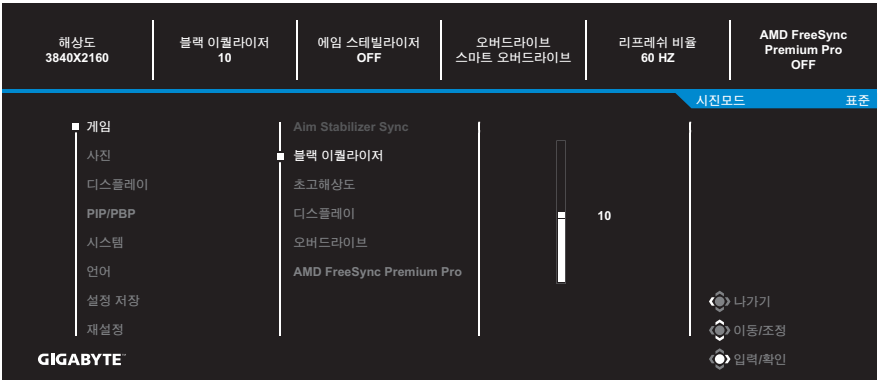 해상도
3840X2160
블랙 이퀄라이저
10
에임 스테빌라이저
OFF
오버드라이브
스마트 오버드라이브
리프레쉬 비율
60 HZ
AMD FreeSync
Premium Pro
OFF
시진모드 표준
게임
사진
디스플레이
PIP/PBP
시스템
언어
설정 저장
재설정
Aim Stabilizer Sync
블랙 이퀄라이저
초고해상도
디스플레이
오버드라이브
AMD FreeSync Premium Pro
10
나가기
이동/조정
입력/확인
GIGABYTE™